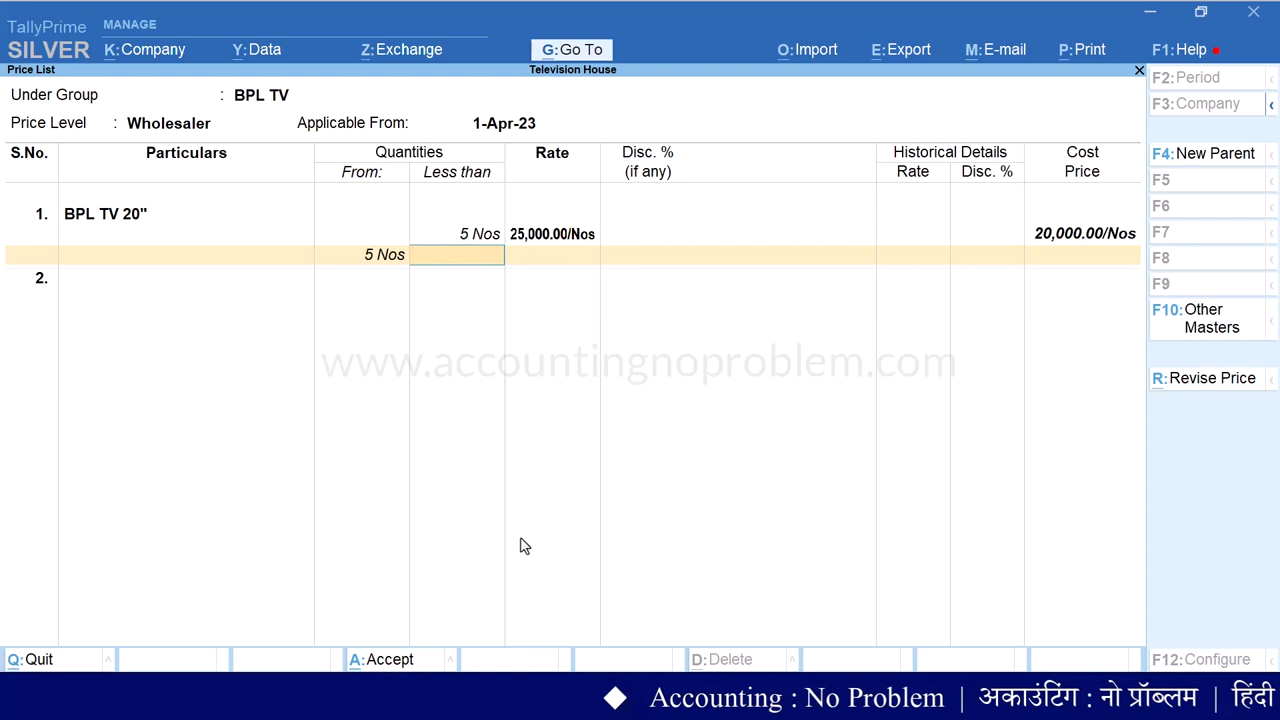 TallyPrime MANAGE
SILVER K:Company Y:Data Z:Exchange G:Go To O:Import E:Export M:E-mail P:Print F1:Help
Price List Television House
Under Group : BPL TV
Price Level : Wholesaler Applicable From: 1-Apr-23
S.No. Particulars Quantities Rate Disc. % Historical Details Cost
From: Less than (if any) Rate Disc. % Price
1. BPL TV 20"
5 Nos 25,000.00/Nos 20,000.00/Nos
5 Nos
2.
F2:Period
F3:Company
F4:New Parent
F5
F6
F7
F8
F9
F10:Other
Masters
R:Revise Price
www.accountingnoproblem.com
Q:Quit A:Accept D:Delete F12:Configure
Accounting : No Problem | अकाउंटिंग : नो प्रॉब्लम | हिंदी